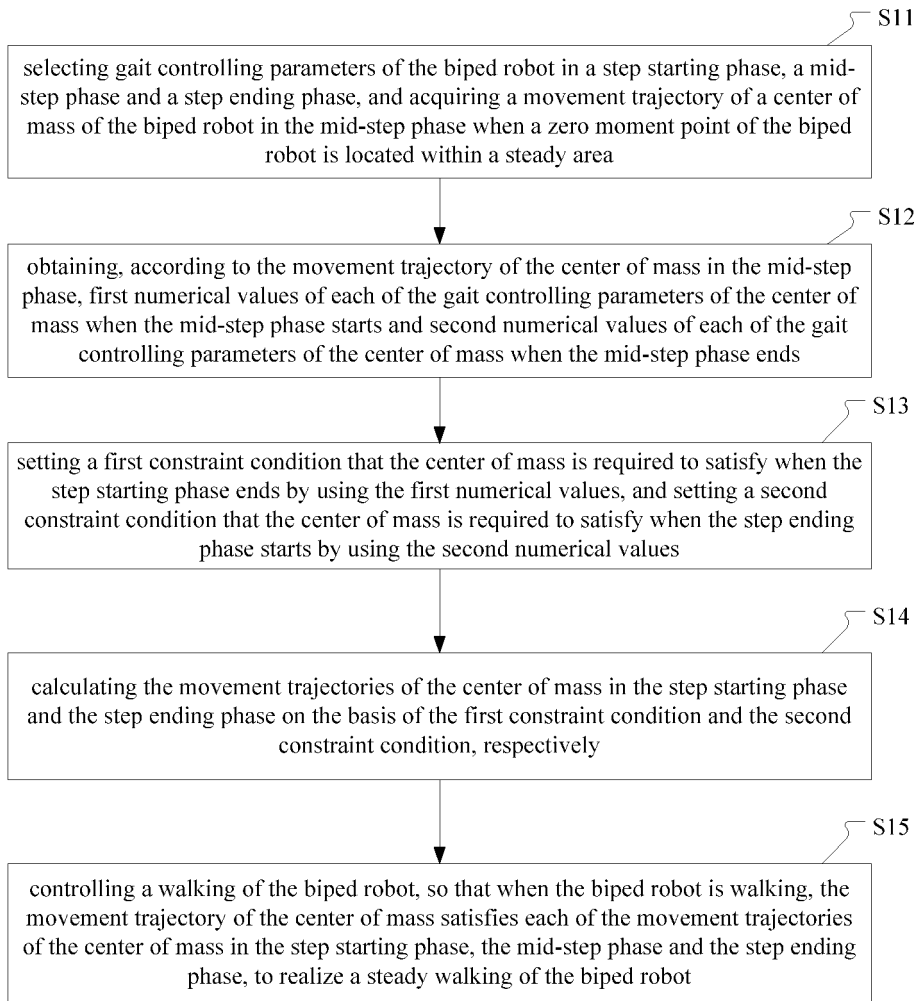 S11
selecting gait controlling parameters of the biped robot in a step starting phase, a mid-
step phase and a step ending phase, and acquiring a movement trajectory of a center of
mass of the biped robot in the mid-step phase when a zero moment point of the biped
robot is located within a steady area
S12
obtaining, according to the movement trajectory of the center of mass in the mid-step
phase, first numerical values of each of the gait controlling parameters of the center of
mass when the mid-step phase starts and second numerical values of each of the gait
controlling parameters of the center of mass when the mid-step phase ends
S13
setting a first constraint condition that the center of mass is required to satisfy when the
step starting phase ends by using the first numerical values, and setting a second
constraint condition that the center of mass is required to satisfy when the step ending
phase starts by using the second numerical values
S14
calculating the movement trajectories of the center of mass in the step starting phase
and the step ending phase on the basis of the first constraint condition and the second
constraint condition, respectively
S15
controlling a walking of the biped robot, so that when the biped robot is walking, the
movement trajectory of the center of mass satisfies each of the movement trajectories
of the center of mass in the step starting phase, the mid-step phase and the step ending
phase, to realize a steady walking of the biped robot